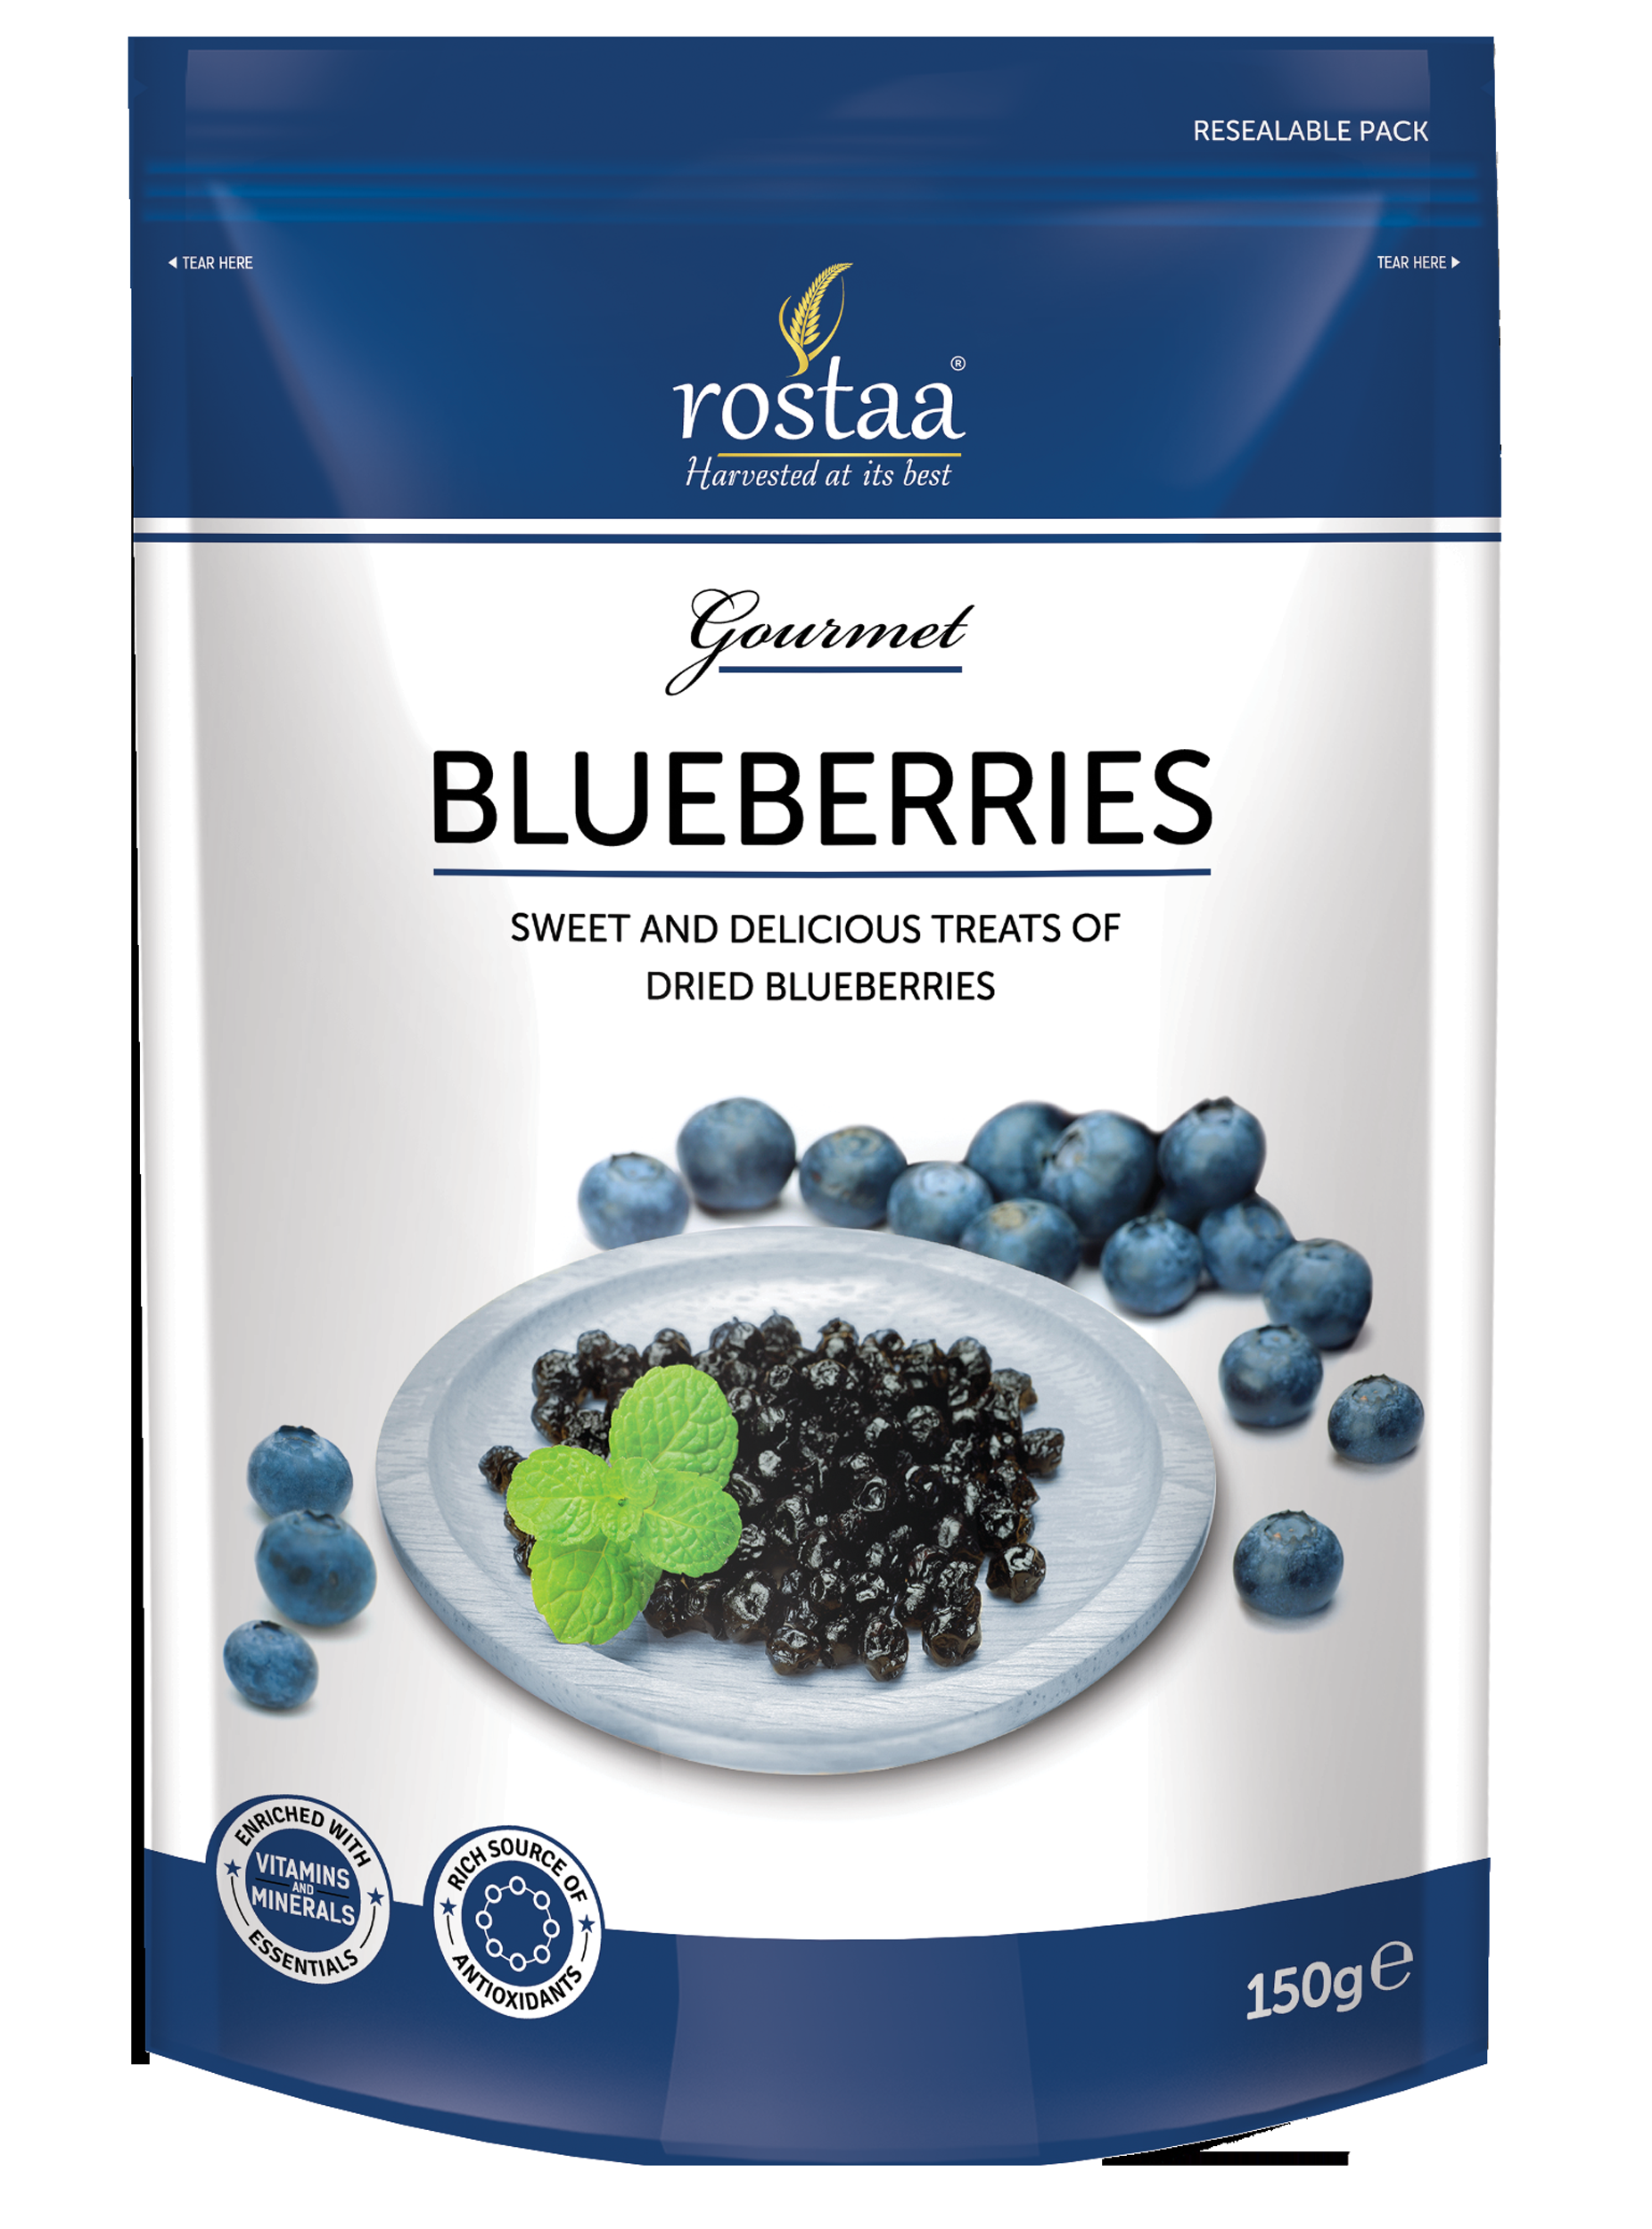 RESEALABLE PACK
TEAR HERE
TEAR HERE
rostaa®
Harvested at its best
Gourmet
BLUEBERRIES
SWEET AND DELICIOUS TREATS OF
DRIED BLUEBERRIES
ENRICHED WITH
VITAMINS
AND
MINERALS
ESSENTIALS
RICH SOURCE OF
ANTIOXIDANTS
150g℮